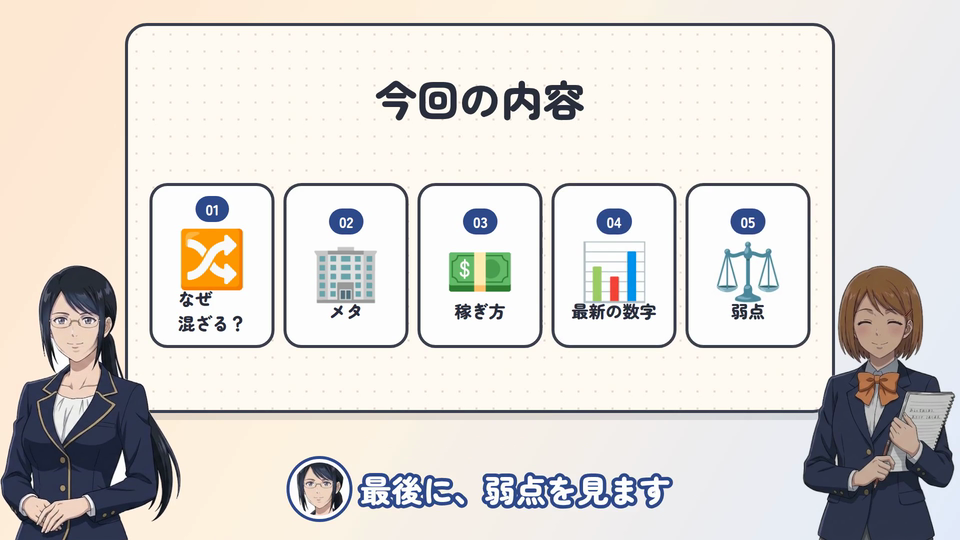 今回の内容
01
なぜ
混ざる？
02
メタ
03
稼ぎ方
04
最新の数字
05
弱点
最後に、弱点を見ます